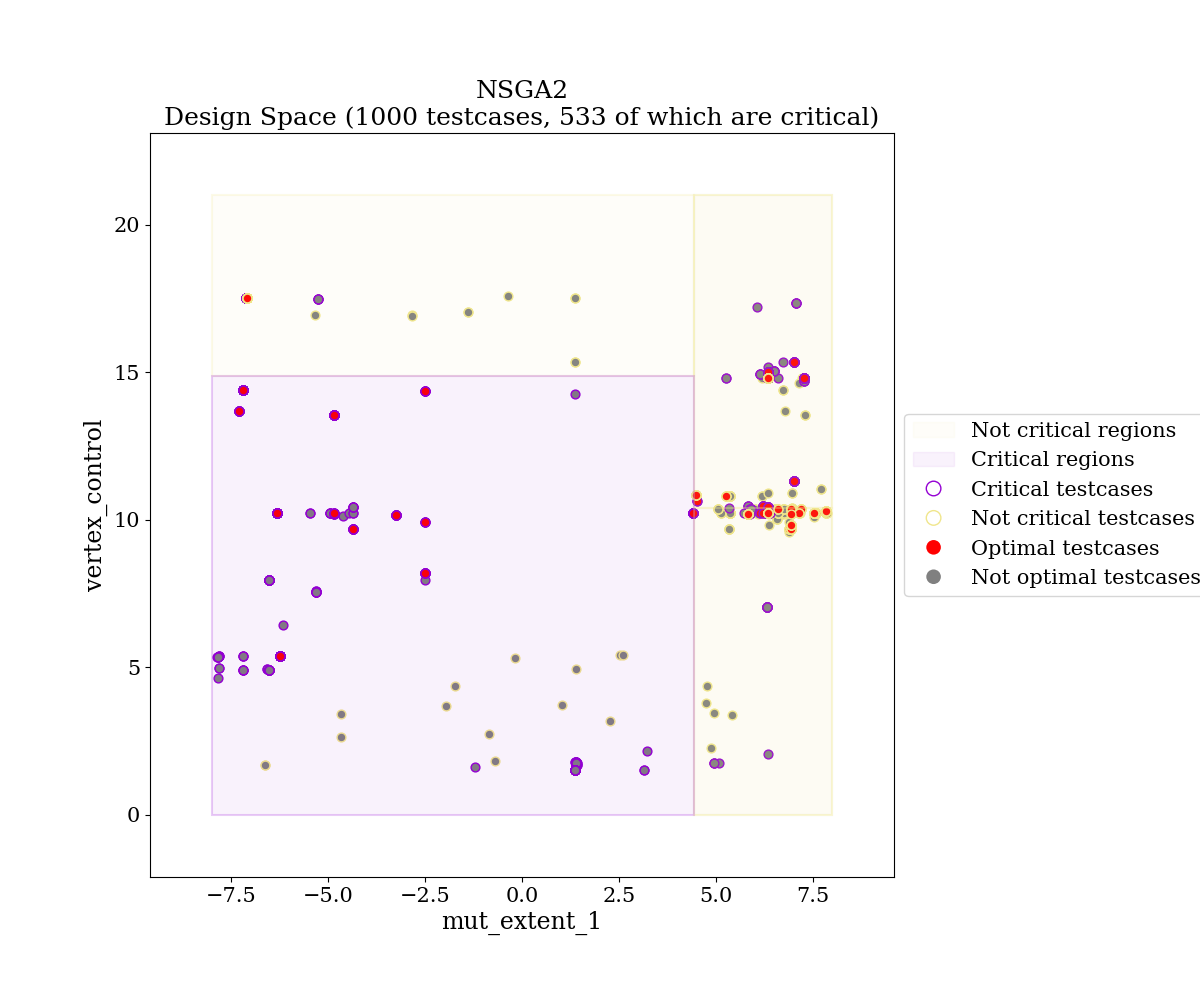 NSGA2
Design Space (1000 testcases, 533 of which are critical)
vertex_control
20
15
10
5
0
−7.5
−5.0
−2.5
0.0
2.5
5.0
7.5
mut_extent_1
Not critical regions
Critical regions
Critical testcases
Not critical testcases
Optimal testcases
Not optimal testcases